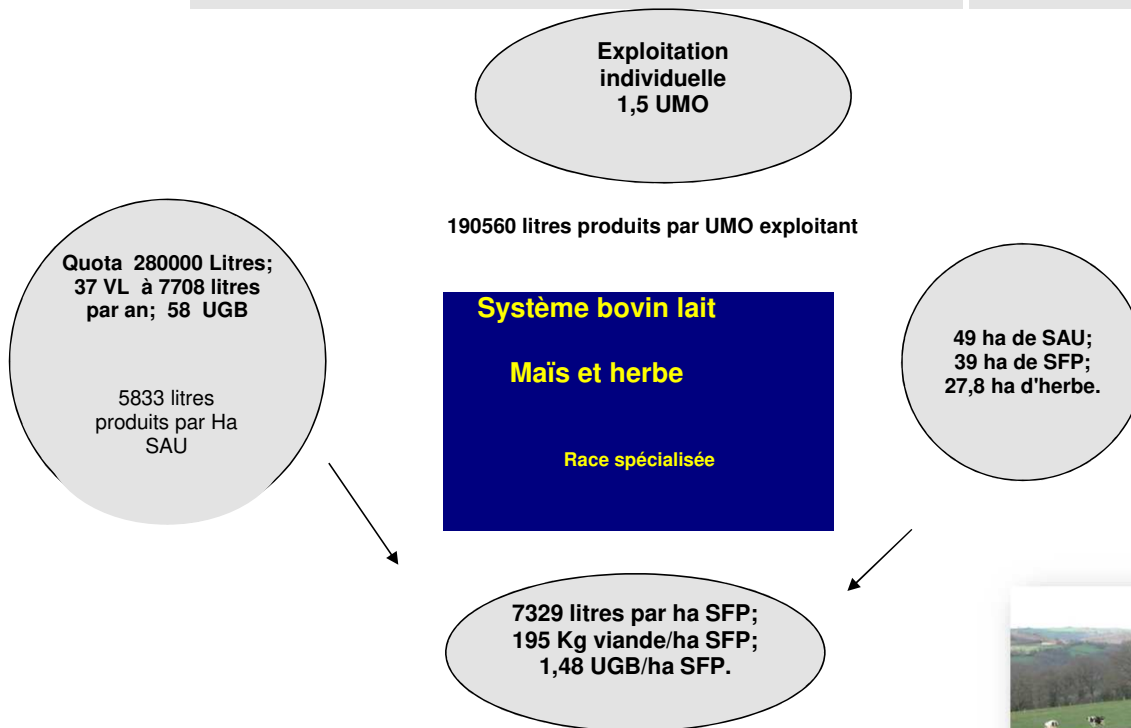 Exploitation
individuelle
1,5 UMO
190560 litres produits par UMO exploitant
Quota 280000 Litres;
37 VL à 7708 litres
par an; 58 UGB
5833 litres
produits par Ha
SAU
Système bovin lait
Maïs et herbe
Race spécialisée
49 ha de SAU;
39 ha de SFP;
27,8 ha d'herbe.
7329 litres par ha SFP;
195 Kg viande/ha SFP;
1,48 UGB/ha SFP.